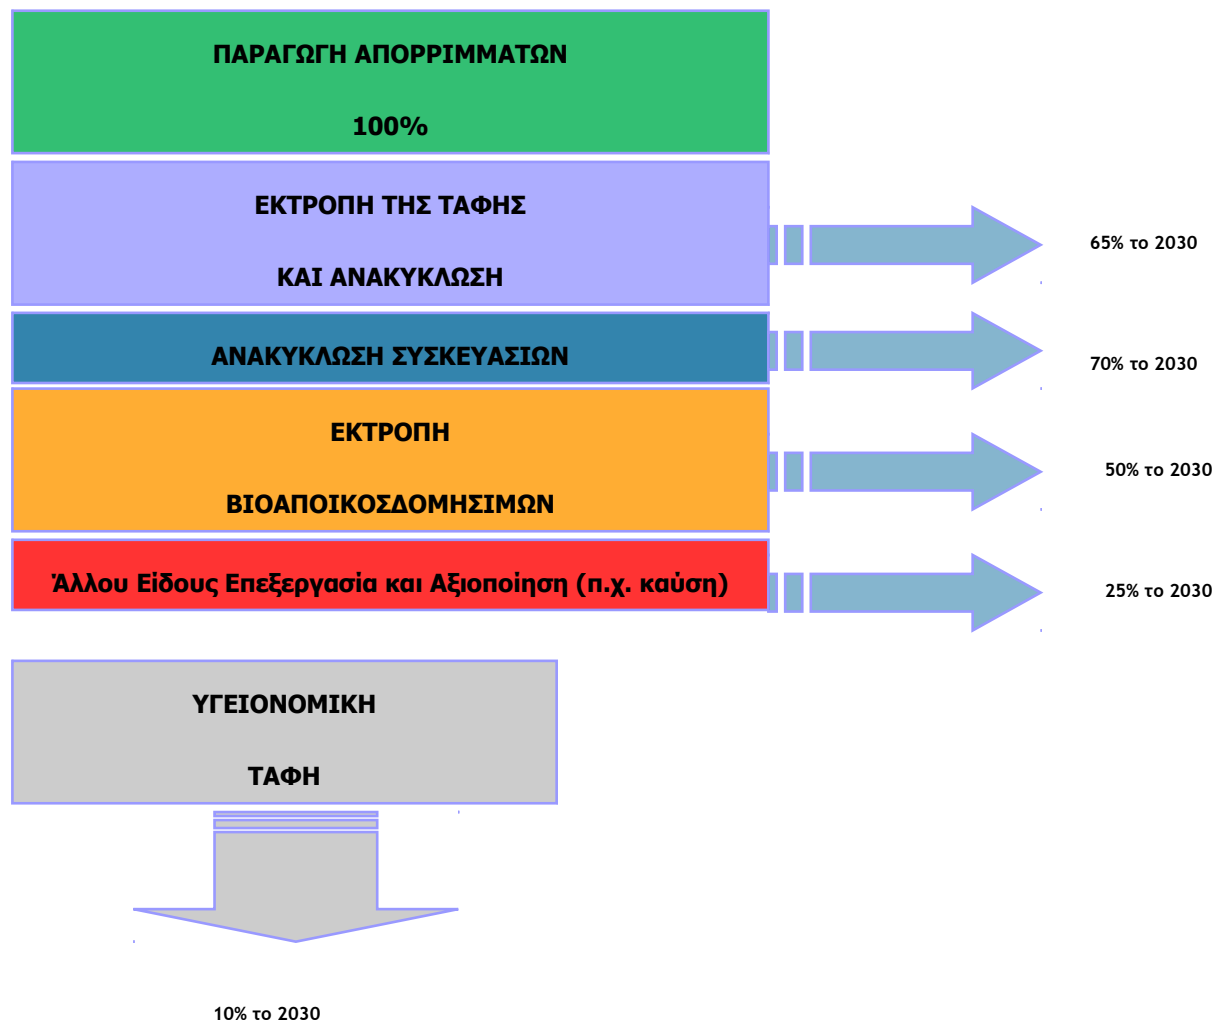 ΠΑΡΑΓΩΓΗ ΑΠΟΡΡΙΜΜΑΤΩΝ
100%
ΕΚΤΡΟΠΗ ΤΗΣ ΤΑΦΗΣ
ΚΑΙ ΑΝΑΚΥΚΛΩΣΗ
65% το 2030
ΑΝΑΚΥΚΛΩΣΗ ΣΥΣΚΕΥΑΣΙΩΝ
70% το 2030
ΕΚΤΡΟΠΗ
ΒΙΟΑΠΟΙΚΟΣΔΟΜΗΣΙΜΩΝ
50% το 2030
Άλλου Είδους Επεξεργασία και Αξιοποίηση (π.χ. καύση)
25% το 2030
ΥΓΕΙΟΝΟΜΙΚΗ
ΤΑΦΗ
10% το 2030